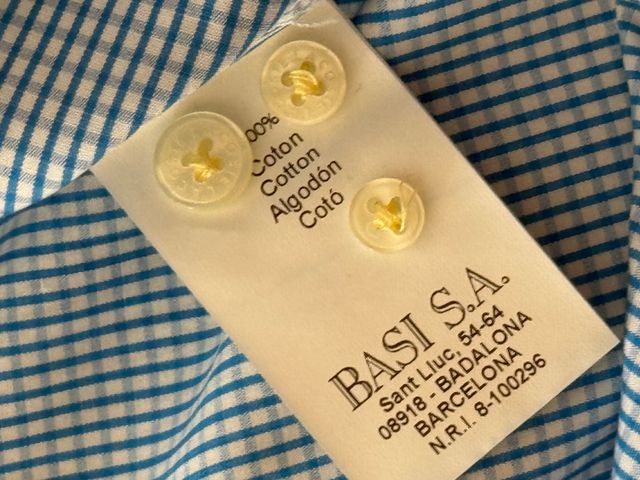 00%
Coton
Cotton
Algodón
Cotó
BASI S.A.
Sant Lluc, 54-64
08918 - BADALONA
BARCELONA
N.R.I. 8-100296